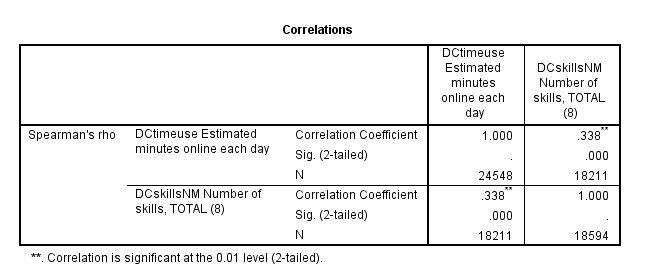 Correlations
DCtimeuse Estimated minutes online each day
DCskillsNM Number of skills, TOTAL (8)
Spearman's rho DCtimeuse Estimated minutes online each day Correlation Coefficient 1.000 .338**
Sig. (2-tailed) . .000
N 24548 18211
DCskillsNM Number of skills, TOTAL (8) Correlation Coefficient .338** 1.000
Sig. (2-tailed) .000 .
N 18211 18594
**. Correlation is significant at the 0.01 level (2-tailed).